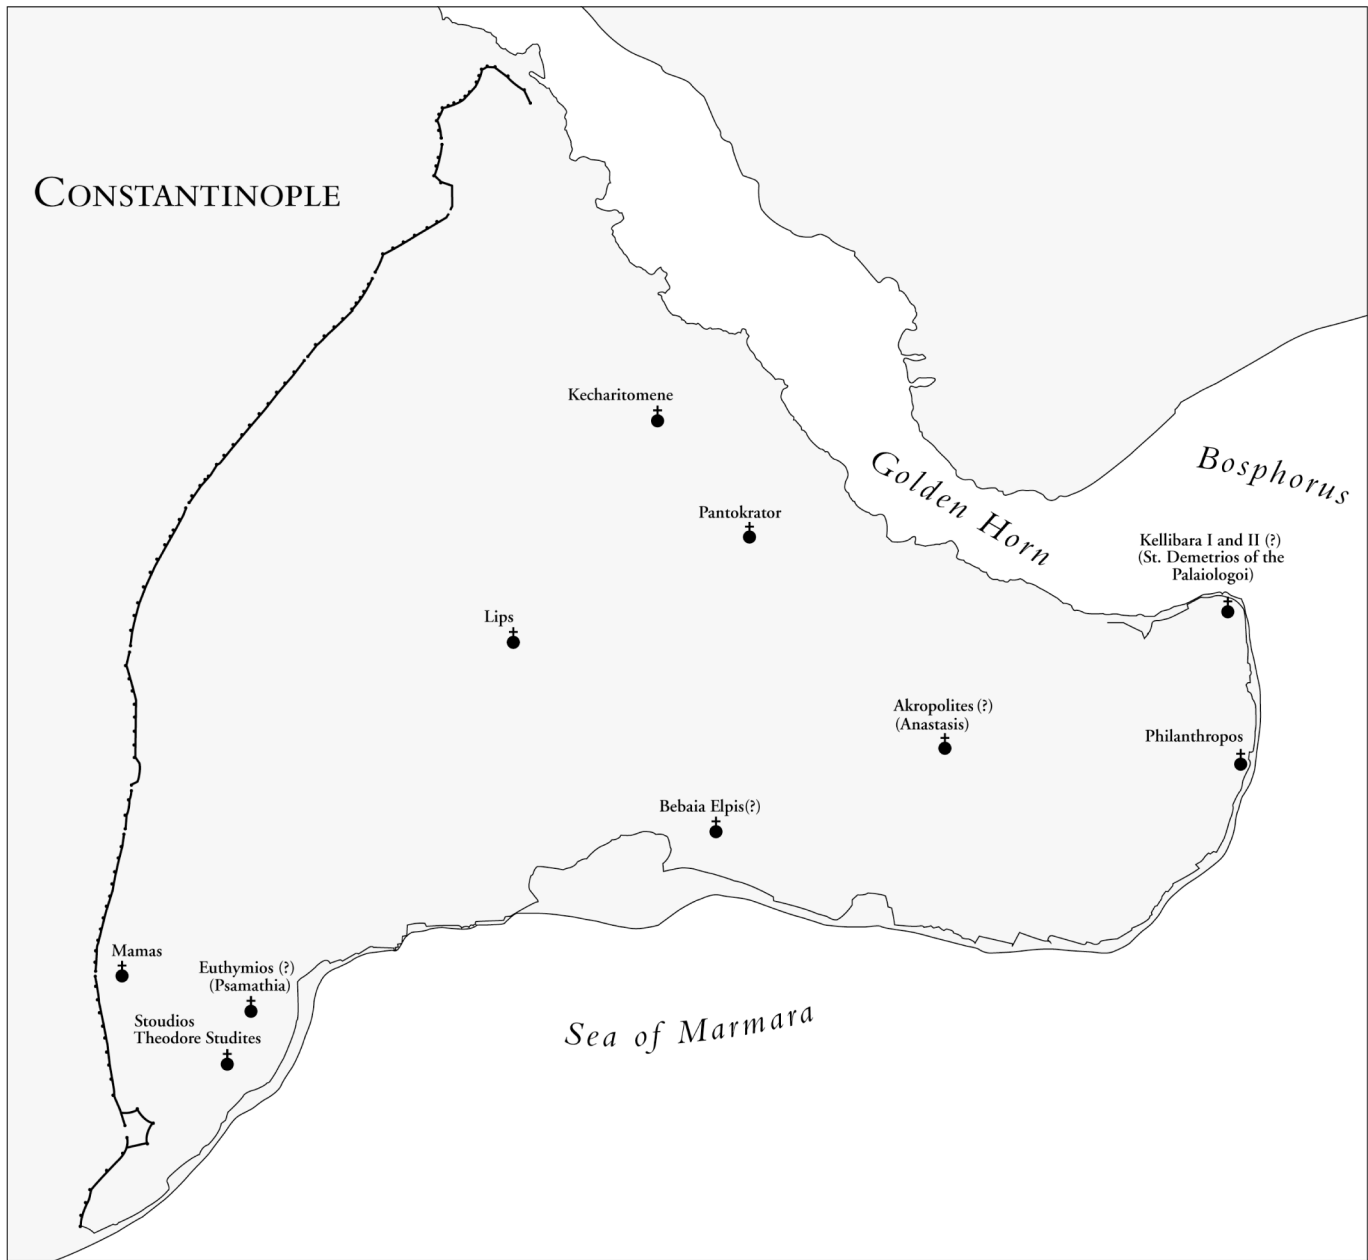 CONSTANTINOPLE
Kecharitomene
Golden Horn
Bosphorus
Pantokrator
Kellibara I and II (?)
(St. Demetrios of the
Palaiologoi)
Lips
Akropolites (?)
(Anastasis)
Philanthropos
Bebaia Elpis(?)
Mamas
Euthymios (?)
(Psamathia)
Stoudios
Theodore Studites
Sea of Marmara